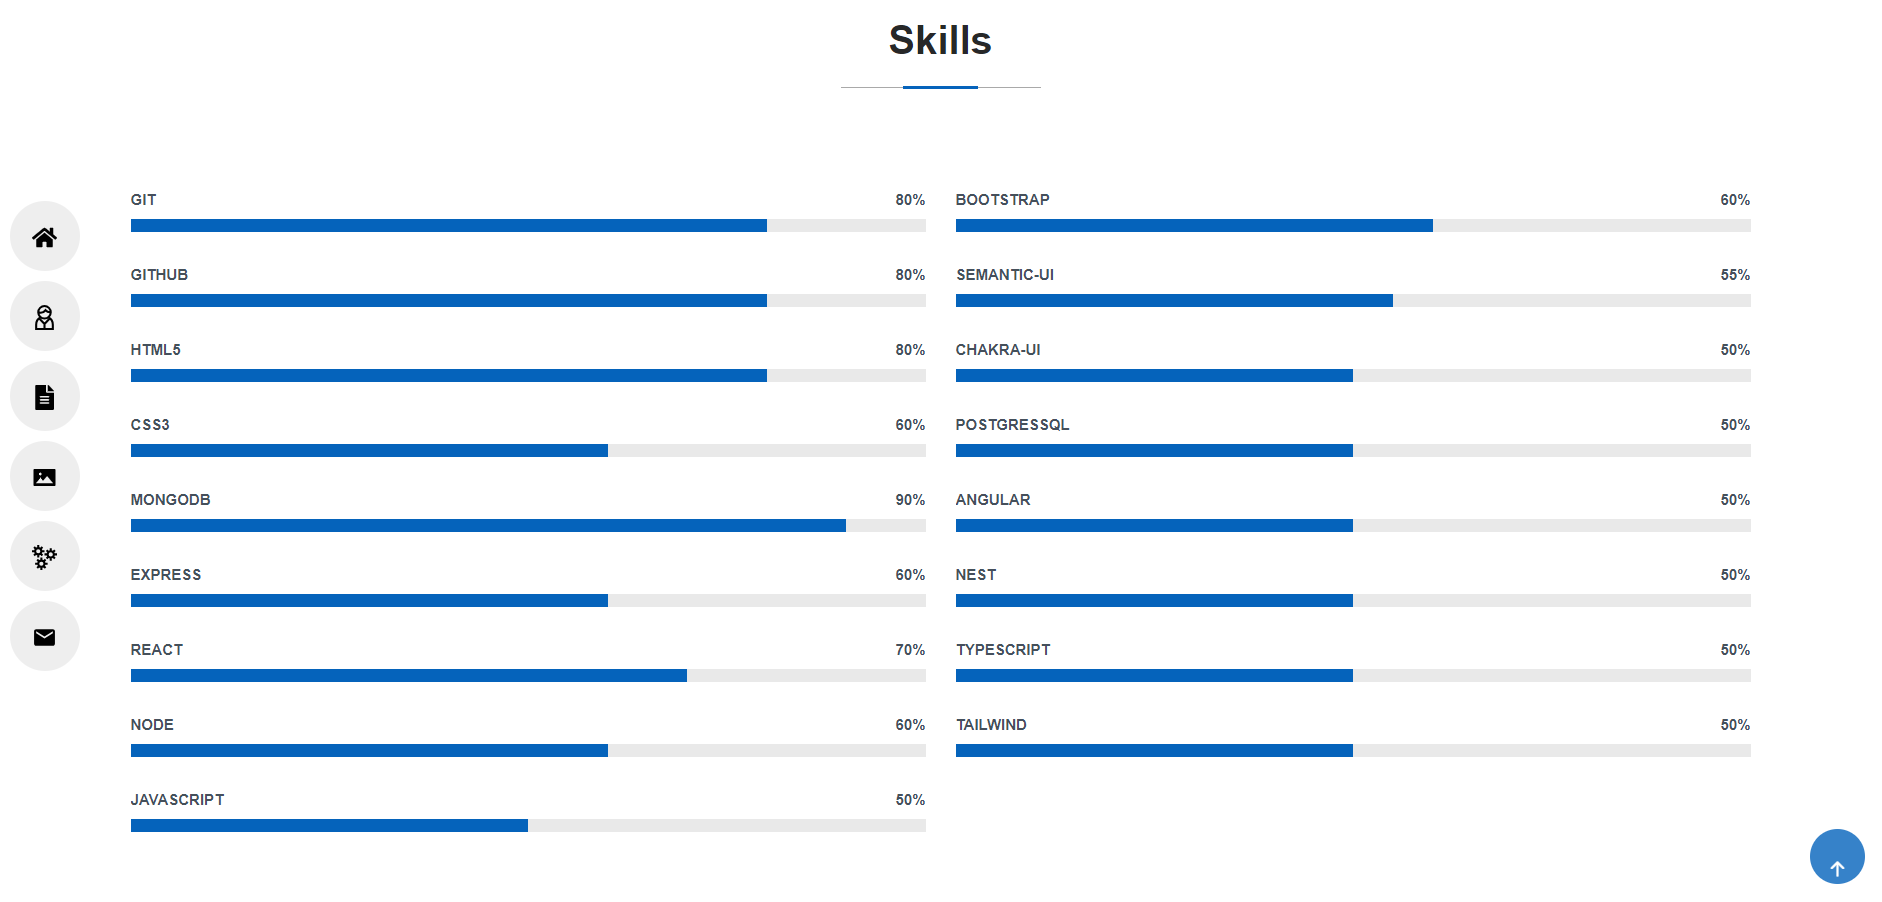 Skills
GIT 80%
GITHUB 80%
HTML5 80%
CSS3 60%
MONGODB 90%
EXPRESS 60%
REACT 70%
NODE 60%
JAVASCRIPT 50%
BOOTSTRAP 60%
SEMANTIC-UI 55%
CHAKRA-UI 50%
POSTGRESSQL 50%
ANGULAR 50%
NEST 50%
TYPESCRIPT 50%
TAILWIND 50%